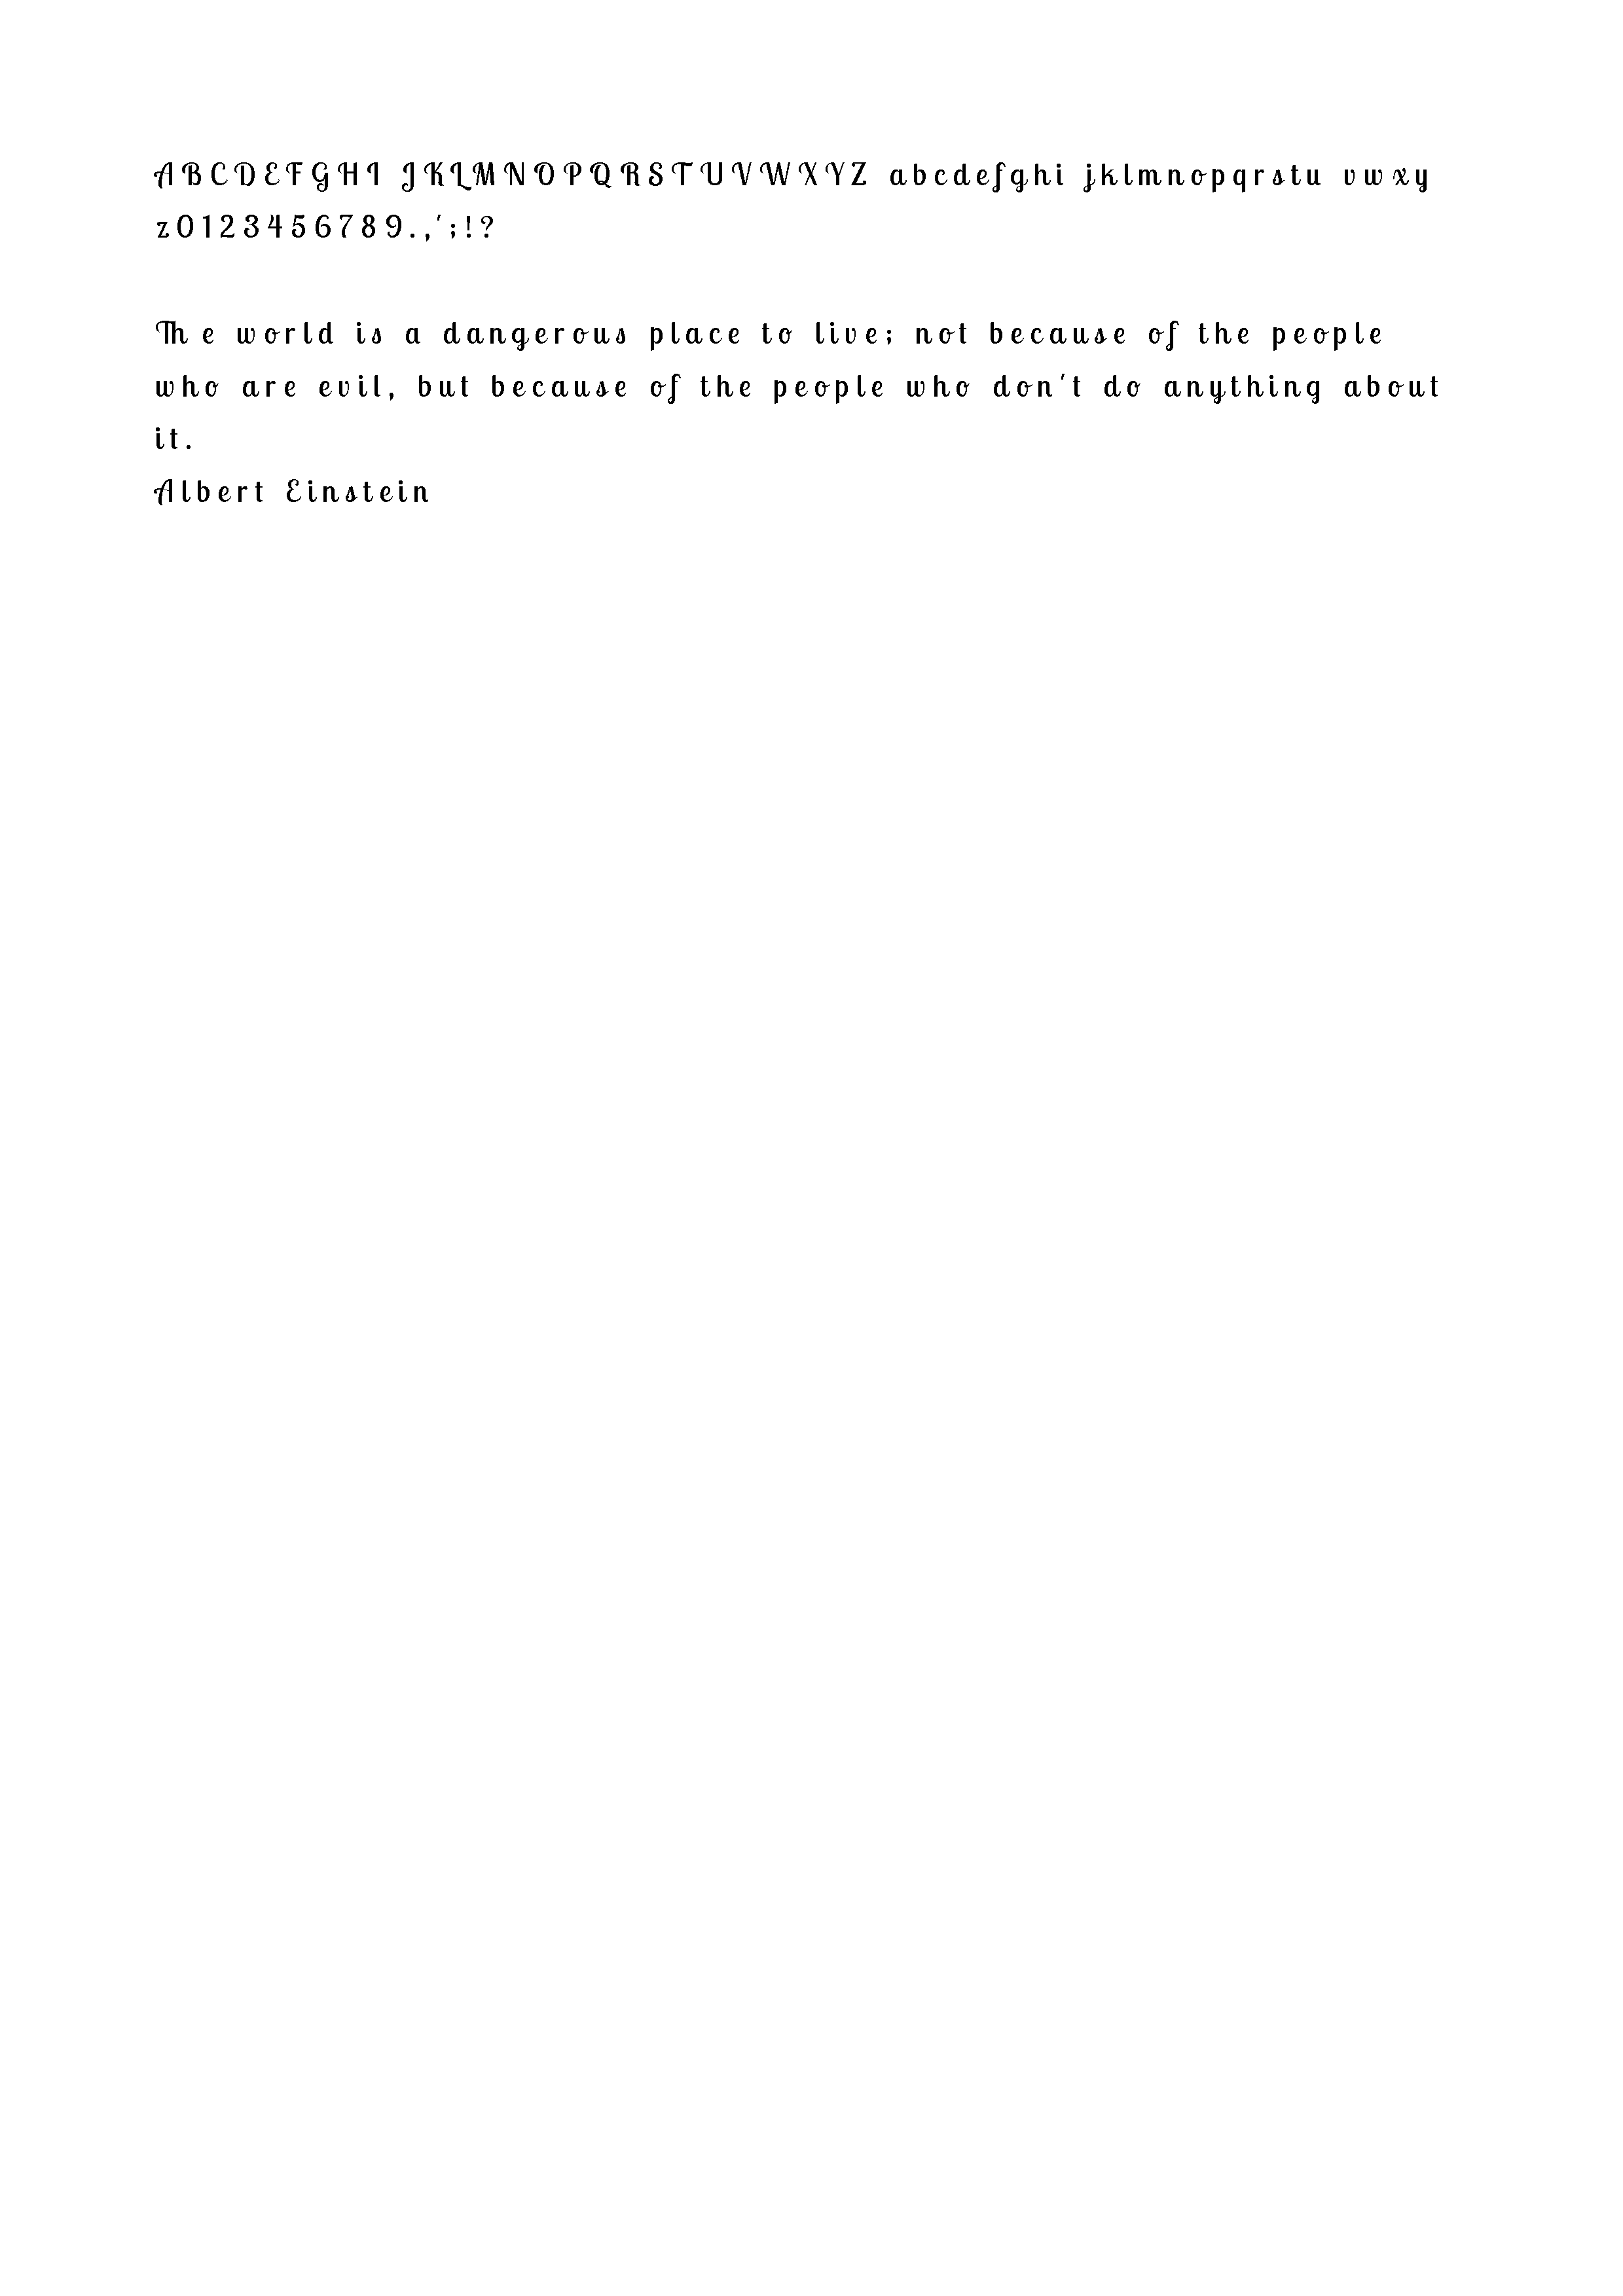 ABCDEFGHI JKLMNOPQRSTUVWXYZ abcdefghi jklmnopqrstu vwxy
z0123456789.,';!?
The world is a dangerous place to live; not because of the people
who are evil, but because of the people who don't do anything about
it.
Albert Einstein